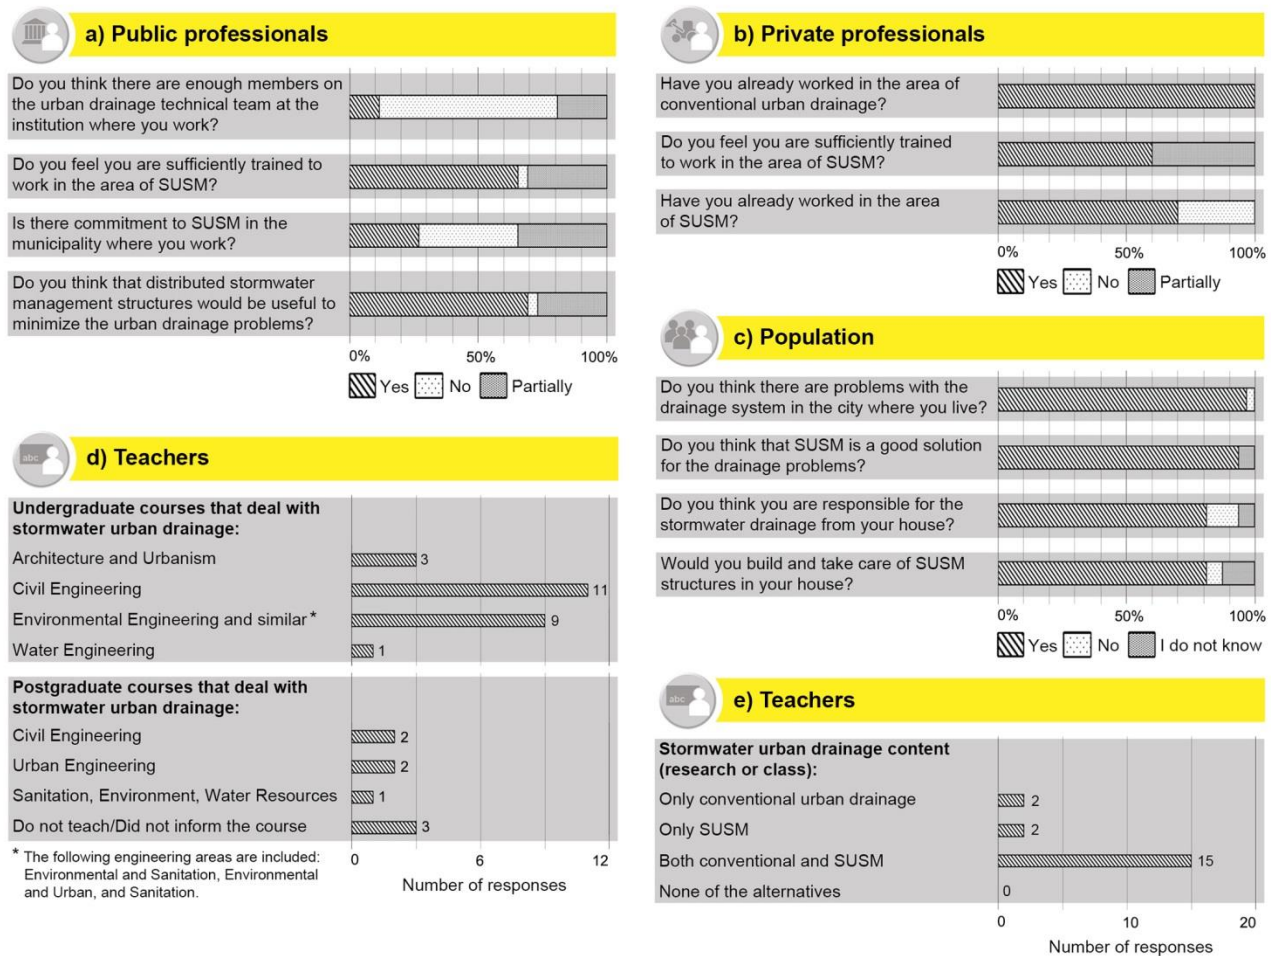 a) Public professionals
Do you think there are enough members on
the urban drainage technical team at the
institution where you work?
Do you feel you are sufficiently trained to
work in the area of SUSM?
Is there commitment to SUSM in the
municipality where you work?
Do you think that distributed stormwater
management structures would be useful to
minimize the urban drainage problems?
0% 50% 100%
Yes No Partially
b) Private professionals
Have you already worked in the area of
conventional urban drainage?
Do you feel you are sufficiently trained
to work in the area of SUSM?
Have you already worked in the area
of SUSM?
0% 50% 100%
Yes No Partially
c) Population
Do you think there are problems with the
drainage system in the city where you live?
Do you think that SUSM is a good solution
for the drainage problems?
Do you think you are responsible for the
stormwater drainage from your house?
Would you build and take care of SUSM
structures in your house?
0% 50% 100%
Yes No I do not know
abc
d) Teachers
Undergraduate courses that deal with
stormwater urban drainage:
Architecture and Urbanism 3
Civil Engineering 11
Environmental Engineering and similar* 9
Water Engineering 1
Postgraduate courses that deal with
stormwater urban drainage:
Civil Engineering 2
Urban Engineering 2
Sanitation, Environment, Water Resources 1
Do not teach/Did not inform the course 3
* The following engineering areas are included:
Environmental and Sanitation, Environmental
and Urban, and Sanitation.
0 6 12
Number of responses
abc
e) Teachers
Stormwater urban drainage content
(research or class):
Only conventional urban drainage 2
Only SUSM 2
Both conventional and SUSM 15
None of the alternatives 0
0 10 20
Number of responses